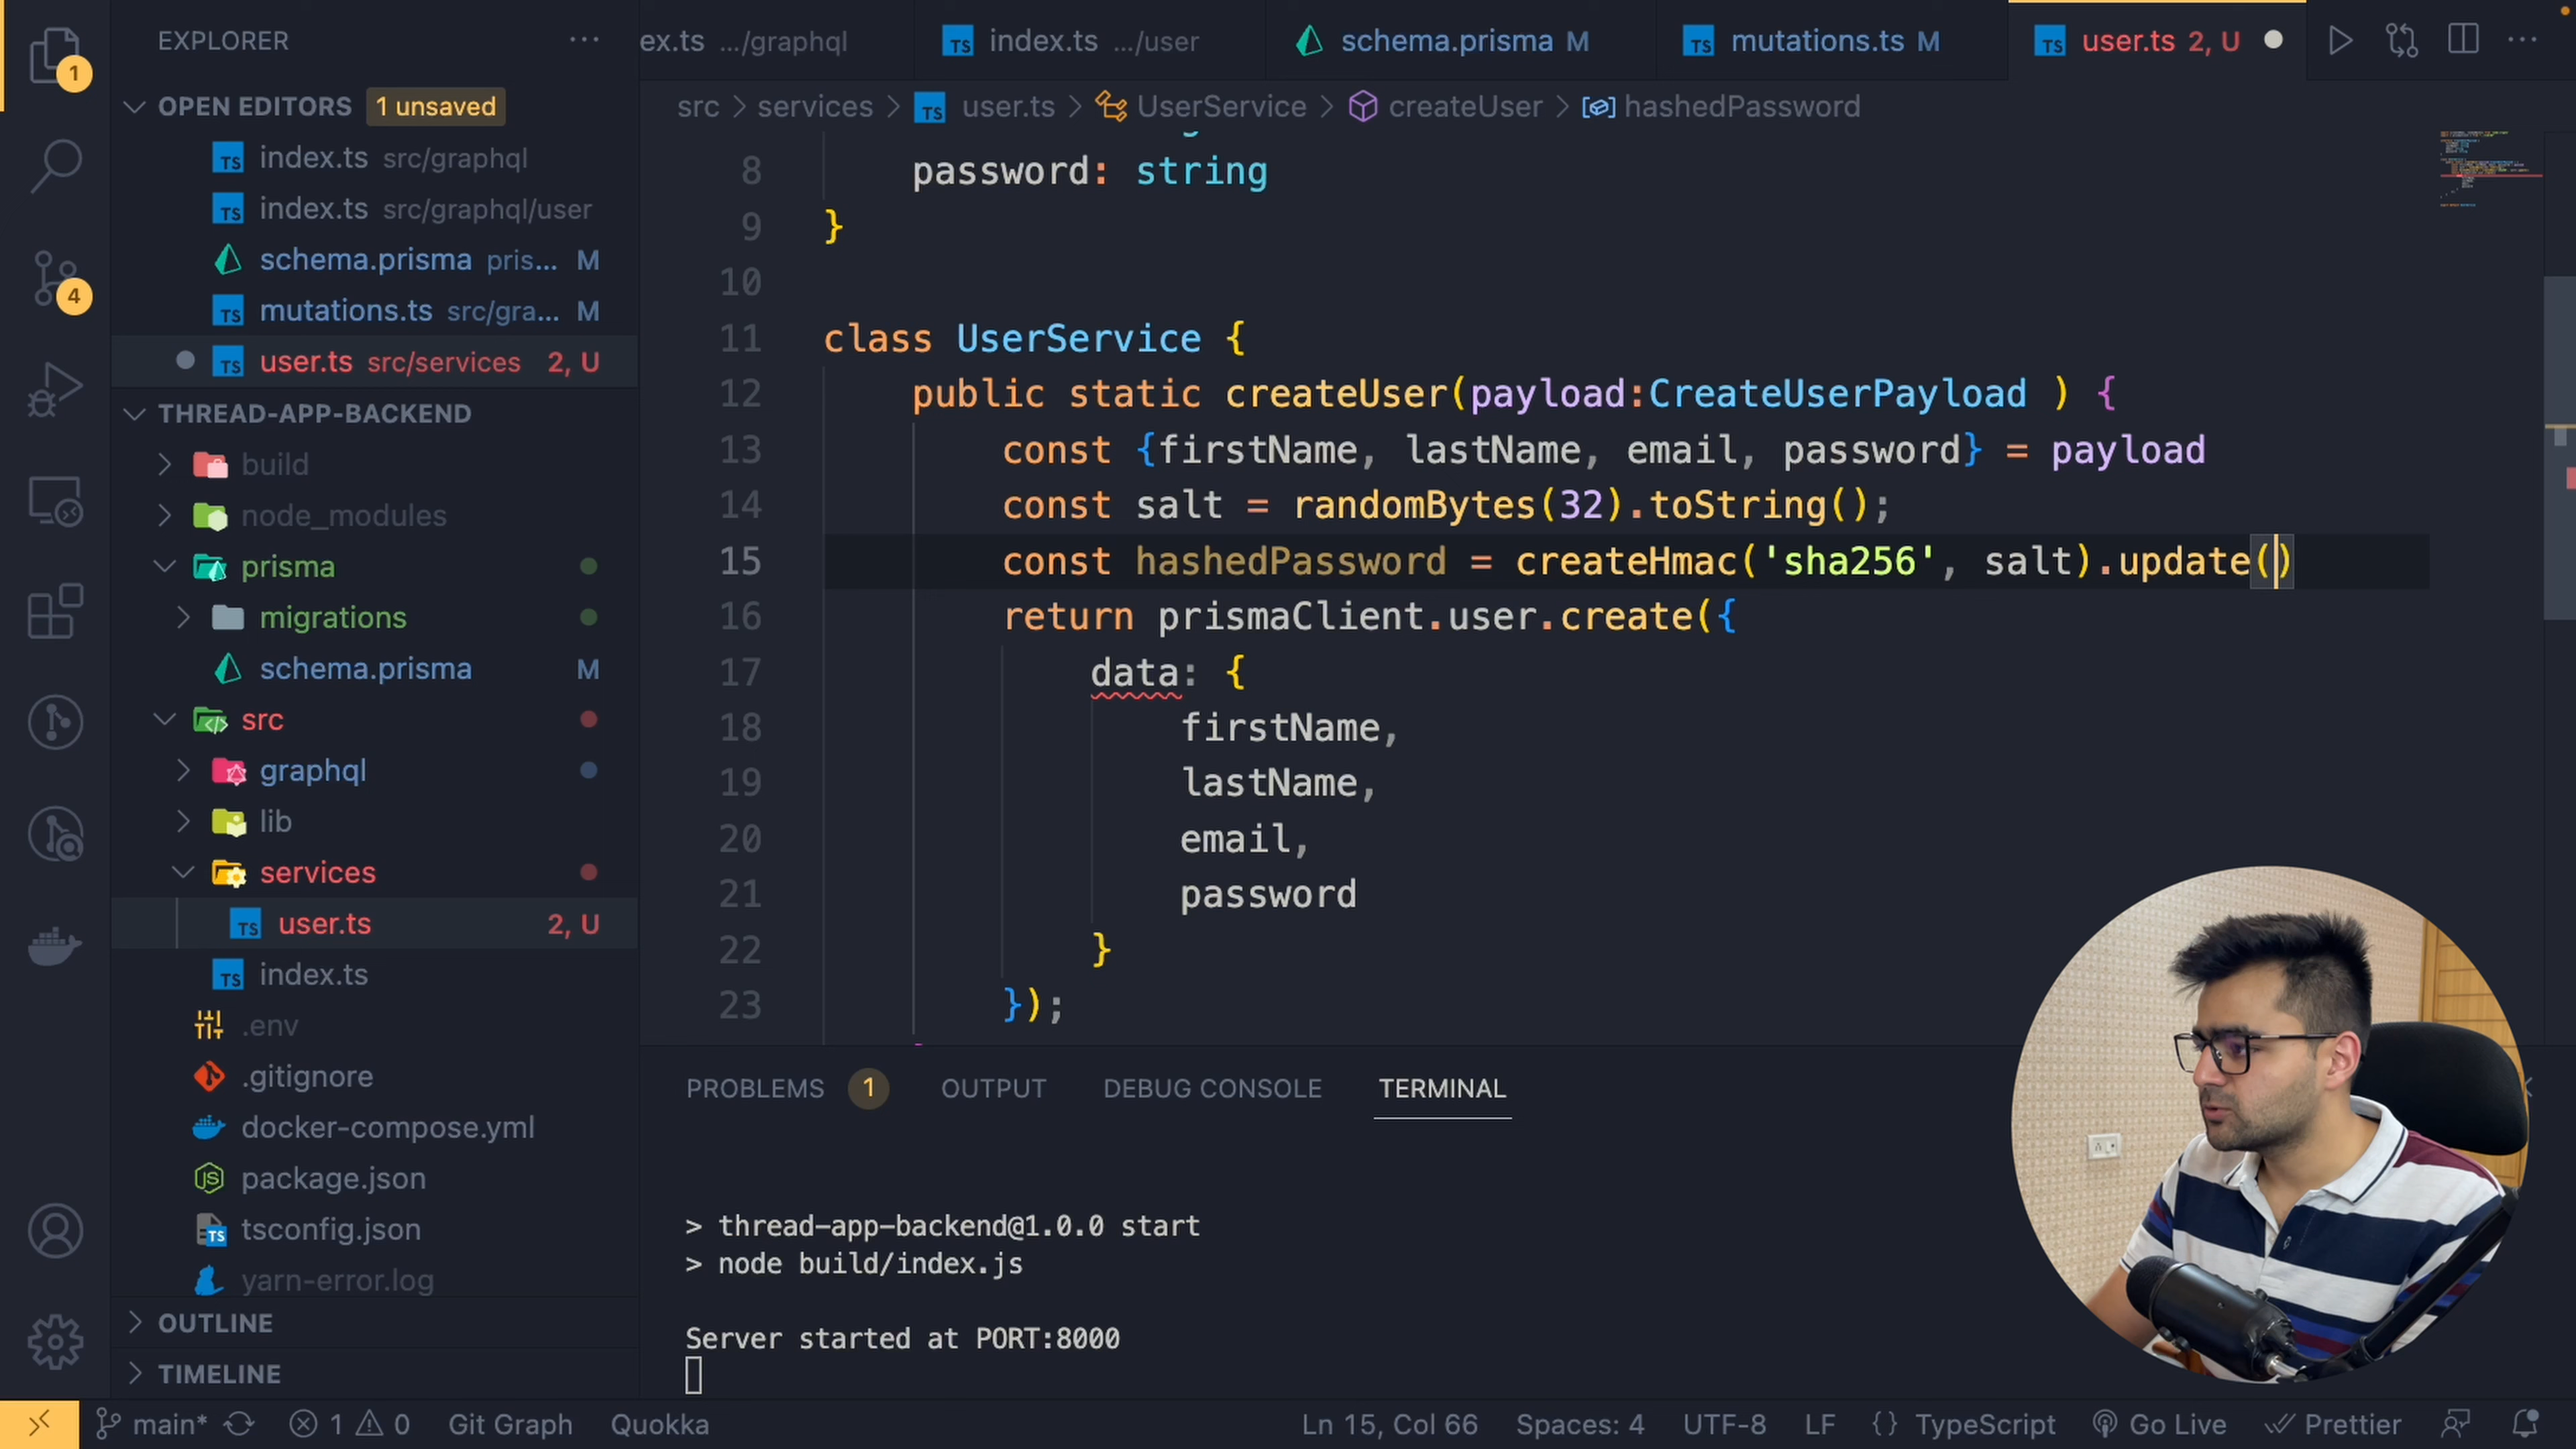 EXPLORER
OPEN EDITORS 1 unsaved
index.ts src/graphql
index.ts src/graphql/user
schema.prisma pris... M
mutations.ts src/gra... M
user.ts src/services 2, U
THREAD-APP-BACKEND
build
node_modules
prisma
migrations
schema.prisma M
src
graphql
lib
services
user.ts 2, U
index.ts
.env
.gitignore
docker-compose.yml
package.json
tsconfig.json
yarn-error.log
OUTLINE
TIMELINE
1
4
ex.ts .../graphql
index.ts .../user
schema.prisma M
mutations.ts M
user.ts 2, U
src > services > user.ts > UserService > createUser > hashedPassword
8 password: string
9 }
10
11 class UserService {
12 public static createUser(payload:CreateUserPayload ) {
13 const {firstName, lastName, email, password} = payload
14 const salt = randomBytes(32).toString();
15 const hashedPassword = createHmac('sha256', salt).update()
16 return prismaClient.user.create({
17 data: {
18 firstName,
19 lastName,
20 email,
21 password
22 }
23 });
PROBLEMS 1 OUTPUT DEBUG CONSOLE TERMINAL
> thread-app-backend@1.0.0 start
> node build/index.js
Server started at PORT:8000
main* 1 0 Git Graph Quokka Ln 15, Col 66 Spaces: 4 UTF-8 LF {} TypeScript Go Live Prettier